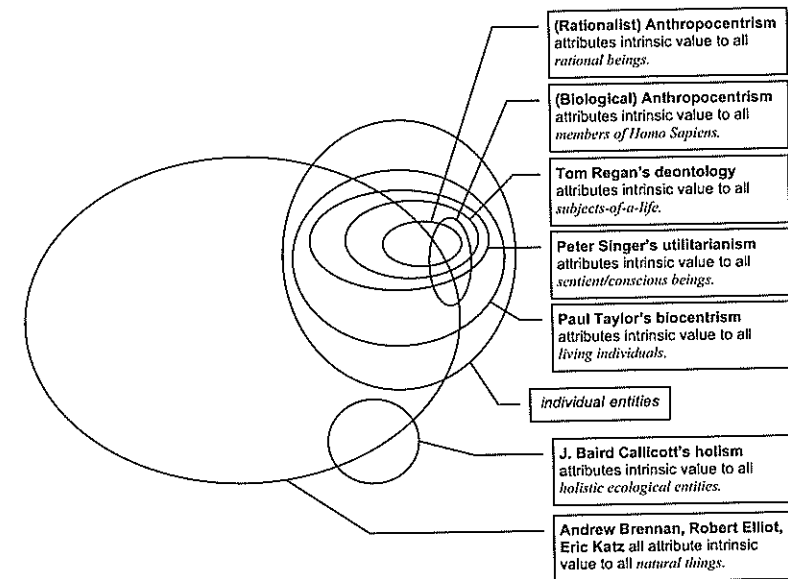 (Rationalist) Anthropocentrism
attributes intrinsic value to all
rational beings.
(Biological) Anthropocentrism
attributes intrinsic value to all
members of Homo Sapiens.
Tom Regan's deontology
attributes intrinsic value to all
subjects-of-a-life.
Peter Singer's utilitarianism
attributes intrinsic value to all
sentient/conscious beings.
Paul Taylor's biocentrism
attributes intrinsic value to all
living individuals.
individual entities
J. Baird Callicott's holism
attributes intrinsic value to all
holistic ecological entities.
Andrew Brennan, Robert Elliot,
Eric Katz all attribute intrinsic
value to all natural things.